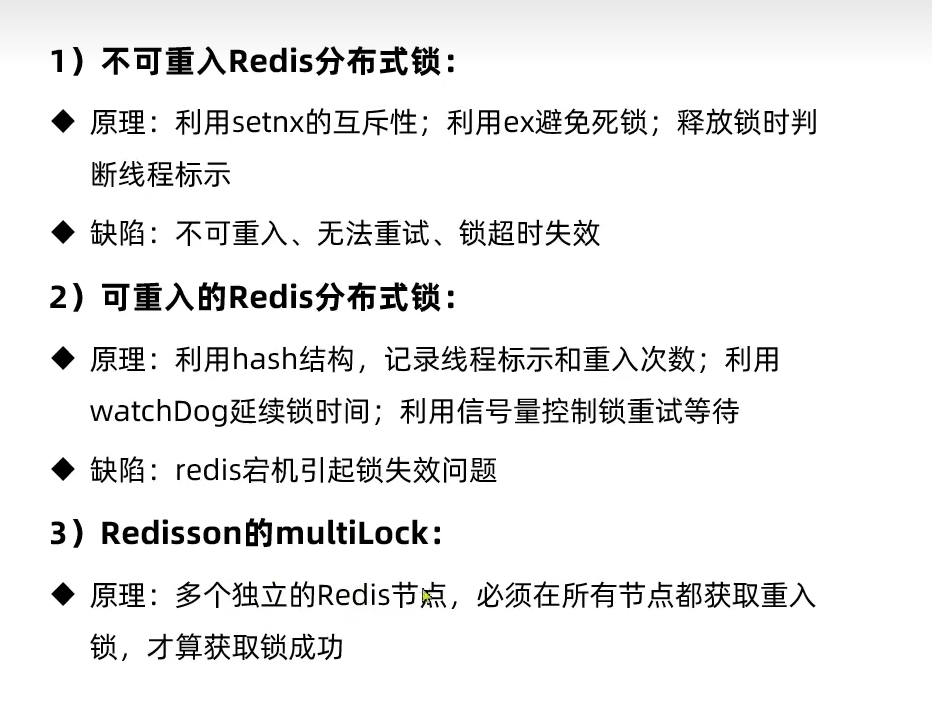 1）不可重入Redis分布式锁：
◆ 原理：利用setnx的互斥性；利用ex避免死锁；释放锁时判
断线程标示
◆ 缺陷：不可重入、无法重试、锁超时失效
2）可重入的Redis分布式锁：
◆ 原理：利用hash结构，记录线程标示和重入次数；利用
watchDog延续锁时间；利用信号量控制锁重试等待
◆ 缺陷：redis宕机引起锁失效问题
3）Redisson的multiLock：
◆ 原理：多个独立的Redis节点，必须在所有节点都获取重入
锁，才算获取锁成功